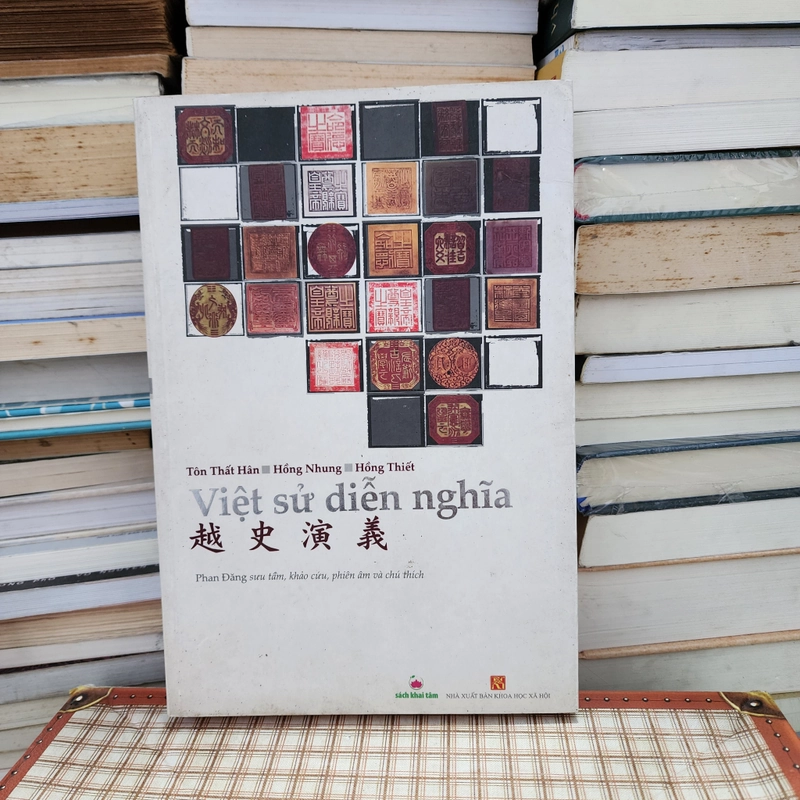 Tôn Thất Hân ■ Hồng Nhung ■ Hồng Thiết
Việt sử diễn nghĩa
越史演義
Phan Đăng sưu tầm, khảo cứu, phiên âm và chú thích
sách khai tâm
NHÀ XUẤT BẢN KHOA HỌC XÃ HỘI